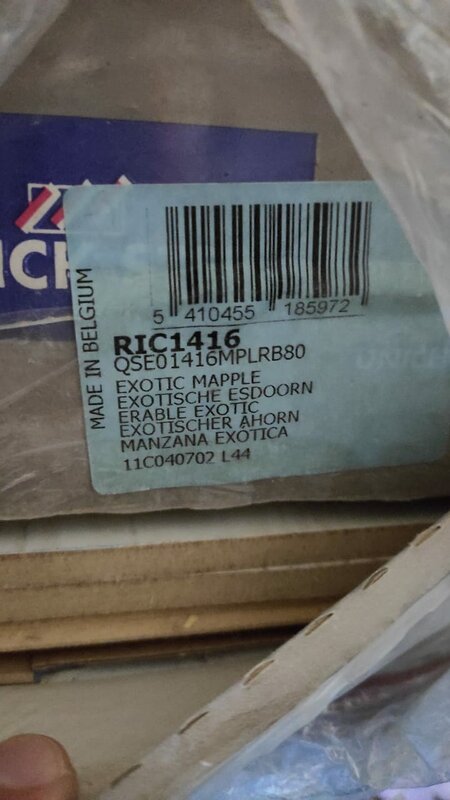 MADE IN BELGIUM
5 410455 185972
RIC1416
QSE01416MPLRB80
EXOTIC MAPPLE
EXOTISCHE ESDOORN
ERABLE EXOTIC
EXOTISCHER AHORN
MANZANA EXOTICA
11C040702 L44